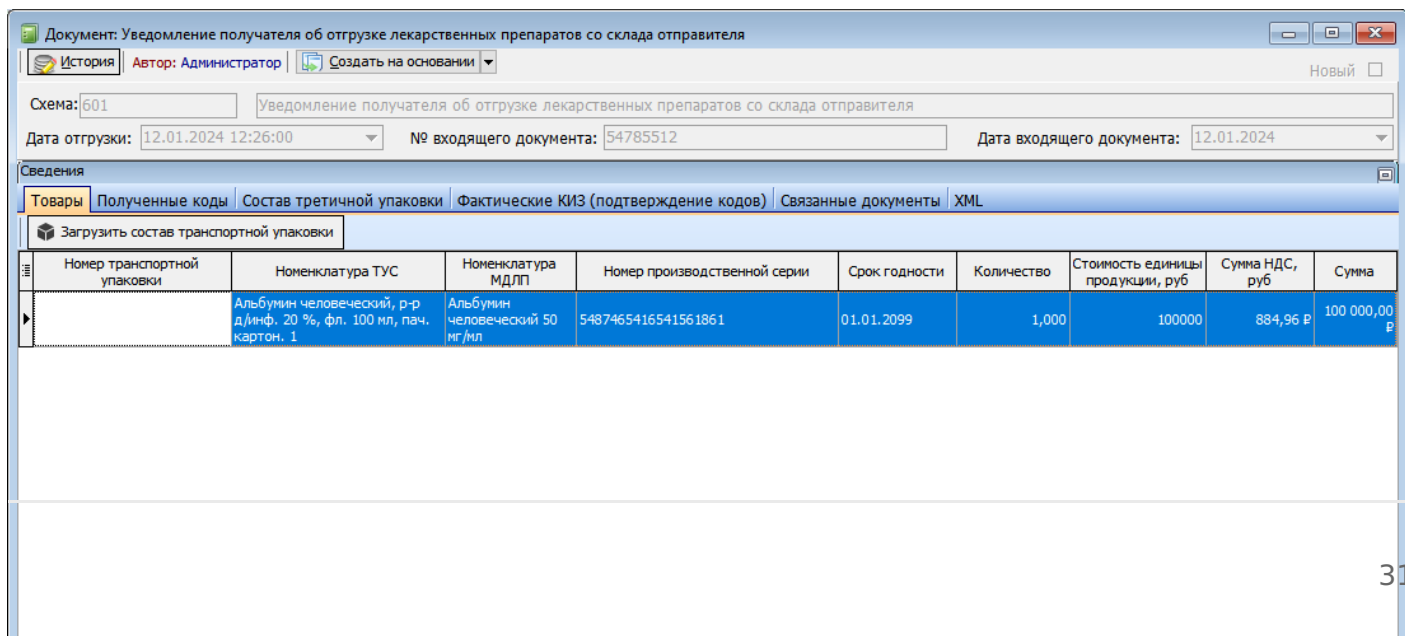 Документ: Уведомление получателя об отгрузке лекарственных препаратов со склада отправителя
История Автор: Администратор Создать на основании
Новый
Схема: 601 Уведомление получателя об отгрузке лекарственных препаратов со склада отправителя
Дата отгрузки: 12.01.2024 12:26:00 № входящего документа: 54785512 Дата входящего документа: 12.01.2024
Сведения
Товары Полученные коды Состав третичной упаковки Фактические КИЗ (подтверждение кодов) Связанные документы XML
Загрузить состав транспортной упаковки
Номер транспортной упаковки Номенклатура ТУС Номенклатура МДЛП Номер производственной серии Срок годности Количество Стоимость единицы продукции, руб Сумма НДС, руб Сумма
Альбумин человеческий, р-р д/инф. 20 %, фл. 100 мл, пач. картон. 1 Альбумин человеческий 50 мг/мл 5487465416541561861 01.01.2099 1,000 100000 884,96 ₽ 100 000,00 ₽
31